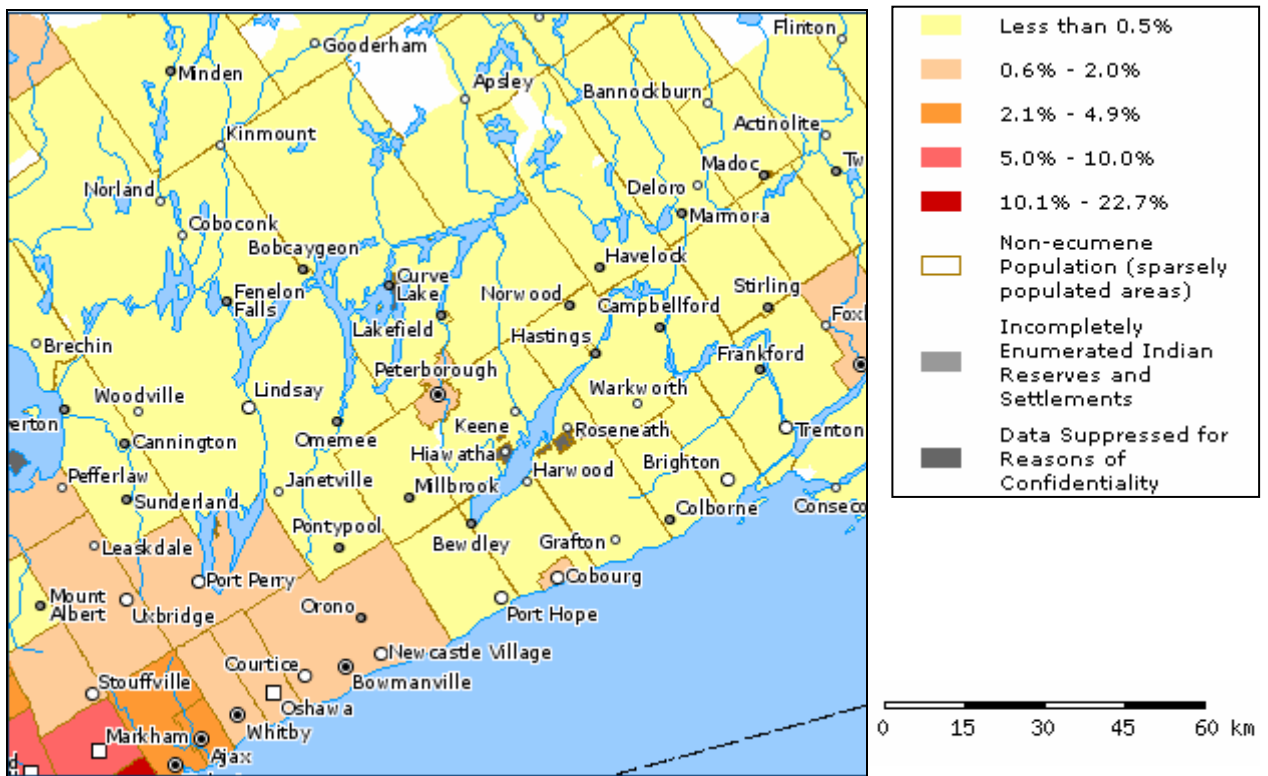 Flinton
Gooderham
Minden
Apsley
Bannockburn
Kinmount
Actinolite
Madoc
Tw
Norland
Deloro
Marmora
Coboconk
Bobcaygeon
Havelock
Curve
Lake
Norwood
Stirling
Fenelon
Falls
Campbellford
Lakefield
Foxb
Hastings
Brechin
Frankford
Peterborough
Warkworth
Woodville
Lindsay
verton
Cannington
Omemee
Keene
Roseneath
Trenton
Hiawatha
Harwood
Brighton
Pefferlaw
Janetville
Millbrook
Sunderland
Colborne
Conseco
Pontypool
Bewdley
Grafton
Leaskdale
Port Perry
Cobourg
Mount
Albert
Uxbridge
Orono
Port Hope
Newcastle Village
Courtice
Bowmanville
Stouffville
Oshawa
Whitby
Markham
Ajax
d
Less than 0.5%
0.6% - 2.0%
2.1% - 4.9%
5.0% - 10.0%
10.1% - 22.7%
Non-ecumene
Population (sparsely
populated areas)
Incompletely
Enumerated Indian
Reserves and
Settlements
Data Suppressed for
Reasons of
Confidentiality
0 15 30 45 60 km